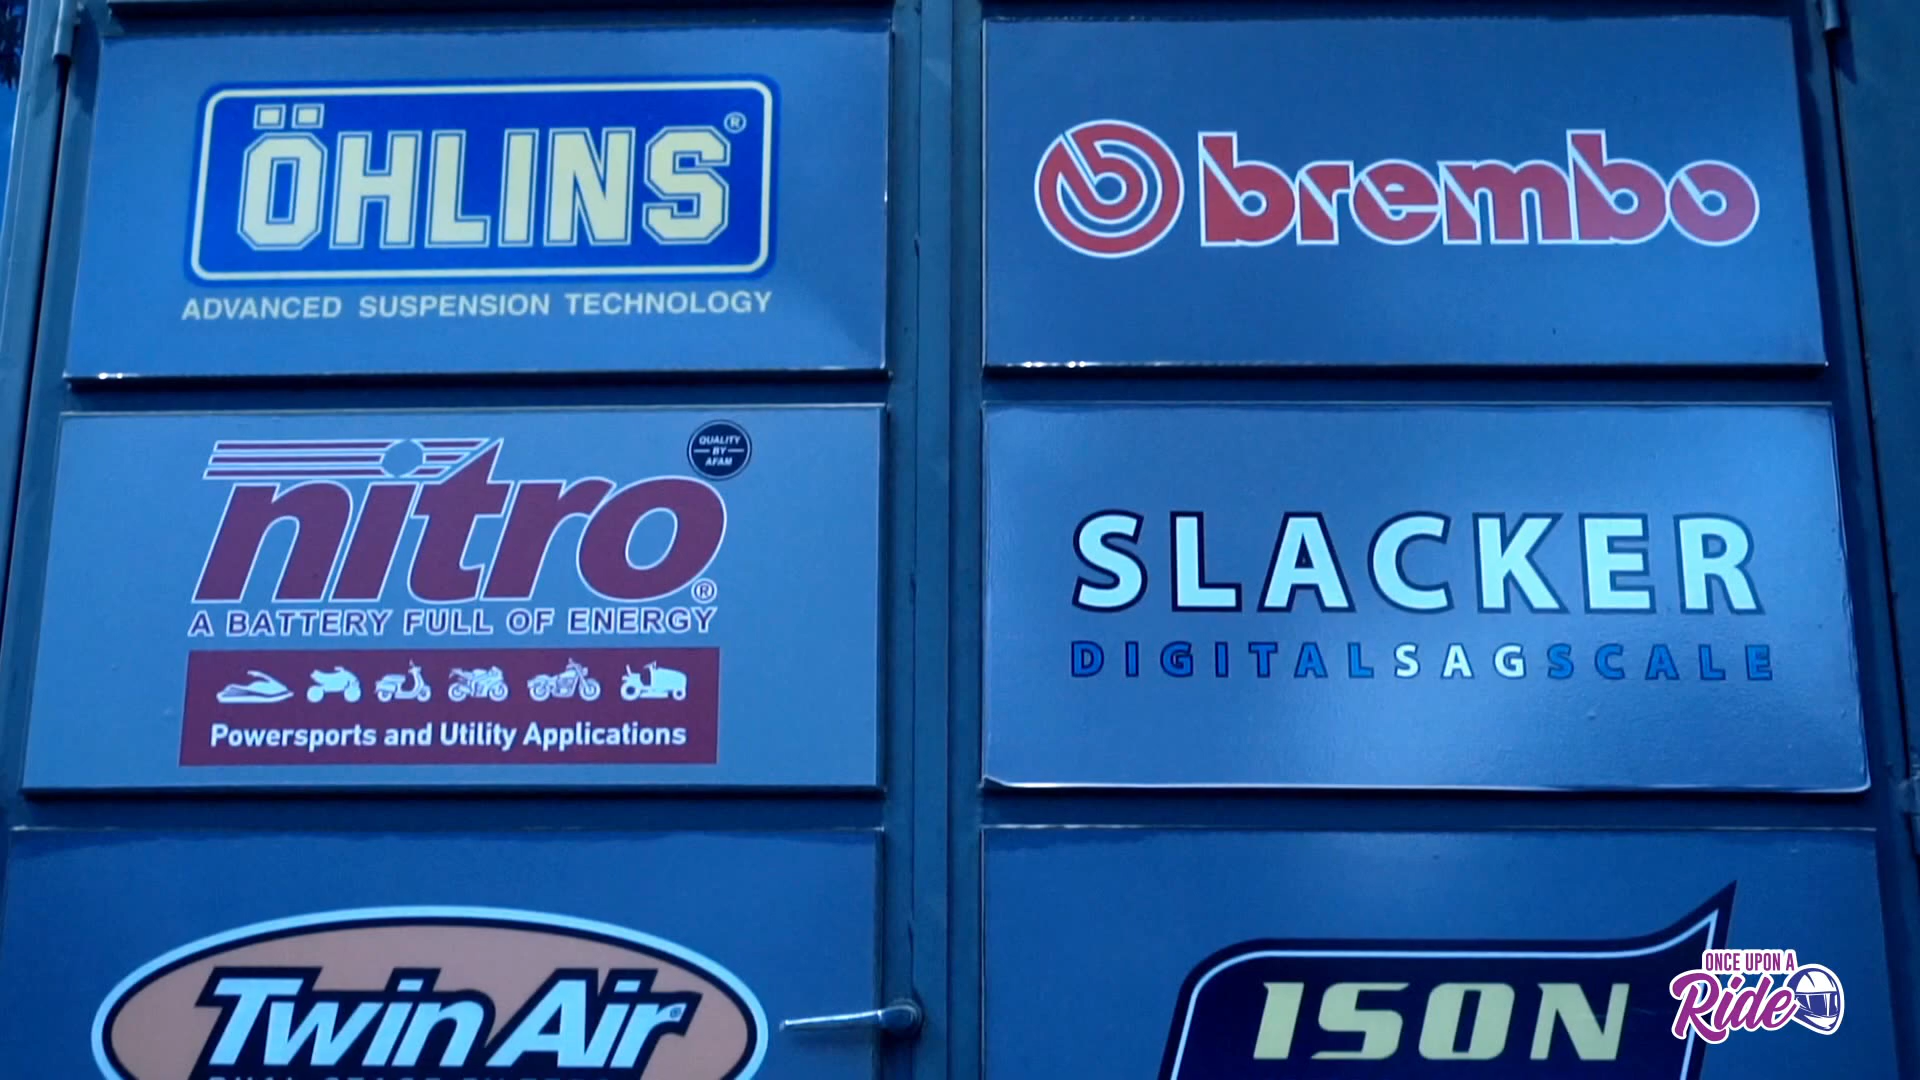 ÖHLINS®
ADVANCED SUSPENSION TECHNOLOGY
brembo
QUALITY
BY
AFAM
nitro®
A BATTERY FULL OF ENERGY
Powersports and Utility Applications
SLACKER
DIGITALSAGSCALE
Twin Air®
ISON
ONCE UPON A
Ride